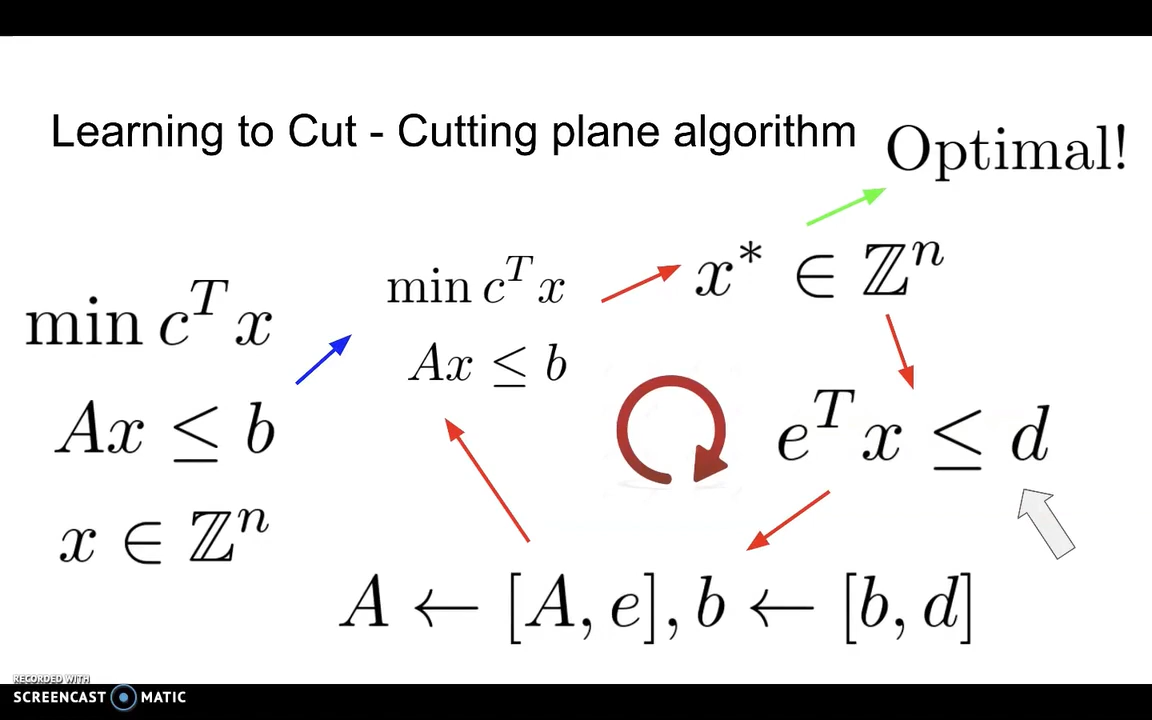 Learning to Cut - Cutting plane algorithm
Optimal!
min c^T x
Ax ≤ b
x ∈ ℤ^n
min c^T x
Ax ≤ b
x* ∈ ℤ^n
e^T x ≤ d
A ← [A, e], b ← [b, d]
RECORDED WITH
SCREENCAST MATIC